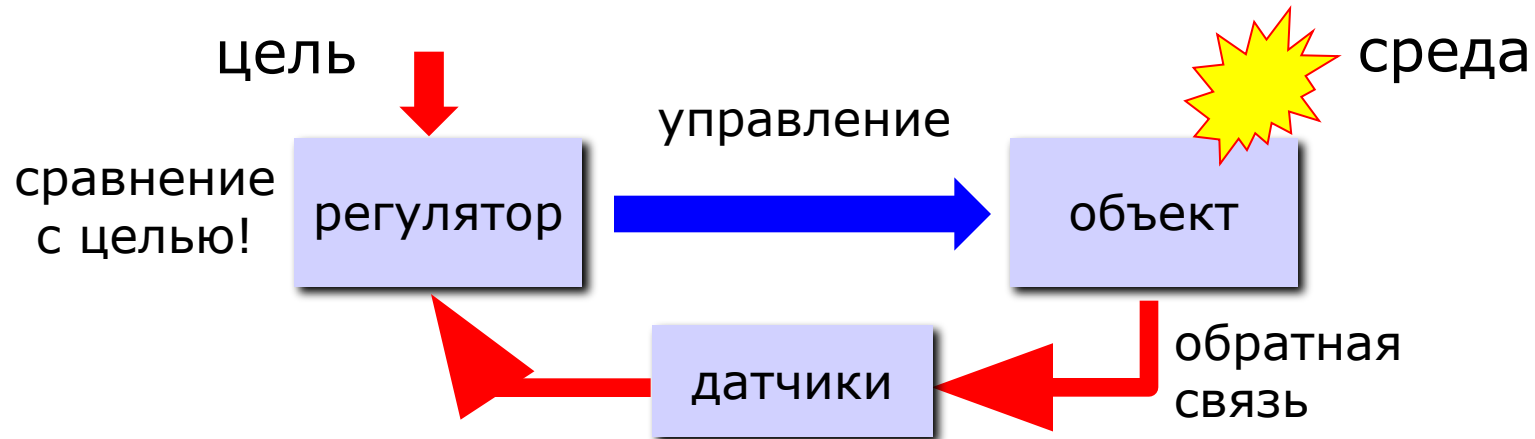 цель
среда
управление
сравнение
с целью!
регулятор
объект
датчики
обратная
связь